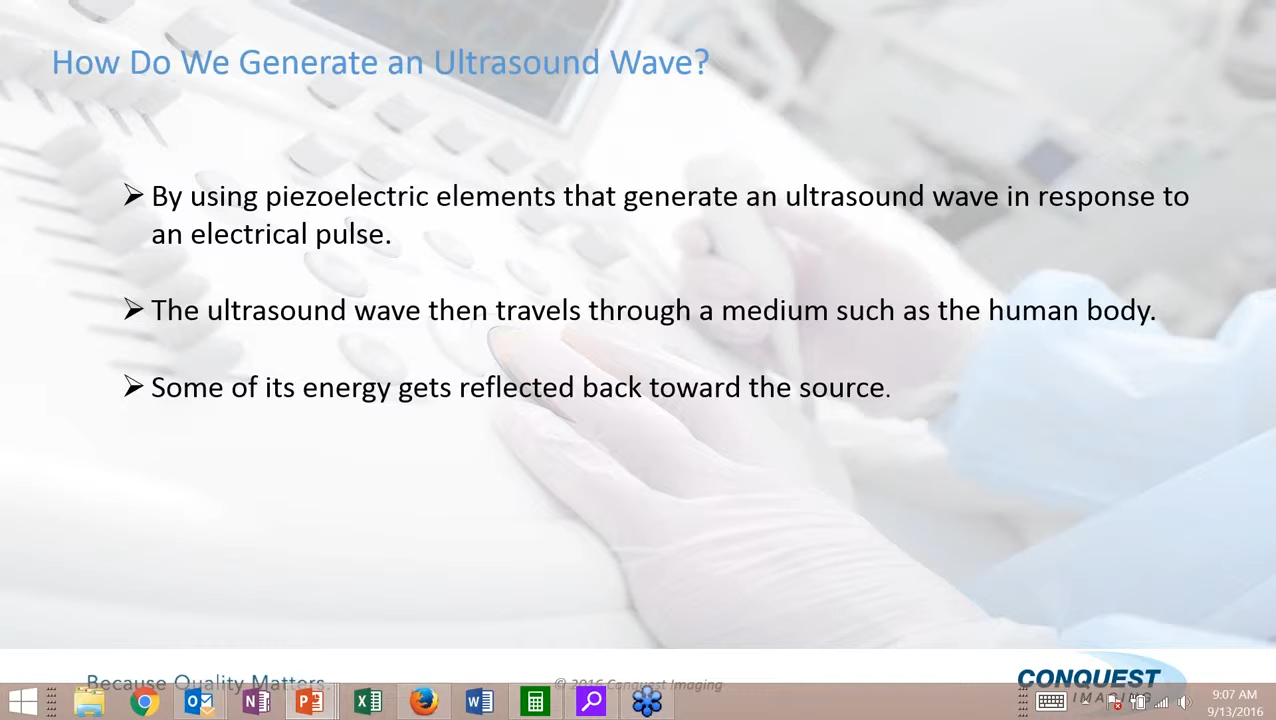 How Do We Generate an Ultrasound Wave?
➢ By using piezoelectric elements that generate an ultrasound wave in response to
an electrical pulse.
➢ The ultrasound wave then travels through a medium such as the human body.
➢ Some of its energy gets reflected back toward the source.
Because Quality Matters.
© 2016 Conquest Imaging
CONQUEST
IMAGING
9:07 AM
9/13/2016